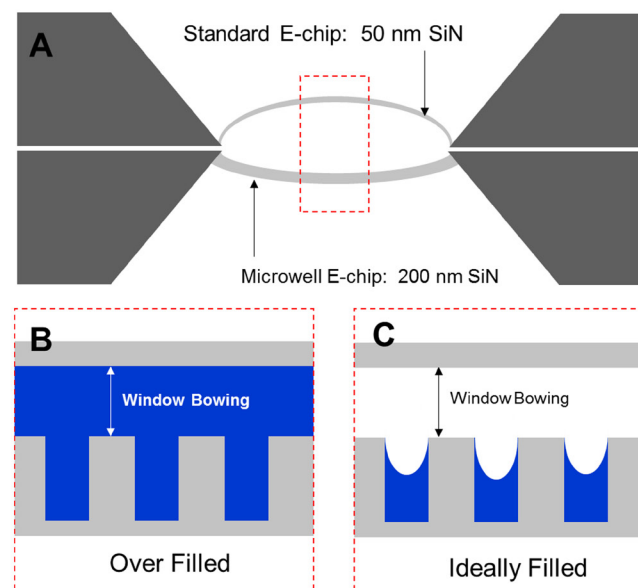 Standard E-chip:  50 nm SiN
A
Microwell E-chip:  200 nm SiN
B
Window Bowing
Over Filled
C
Window Bowing
Ideally Filled